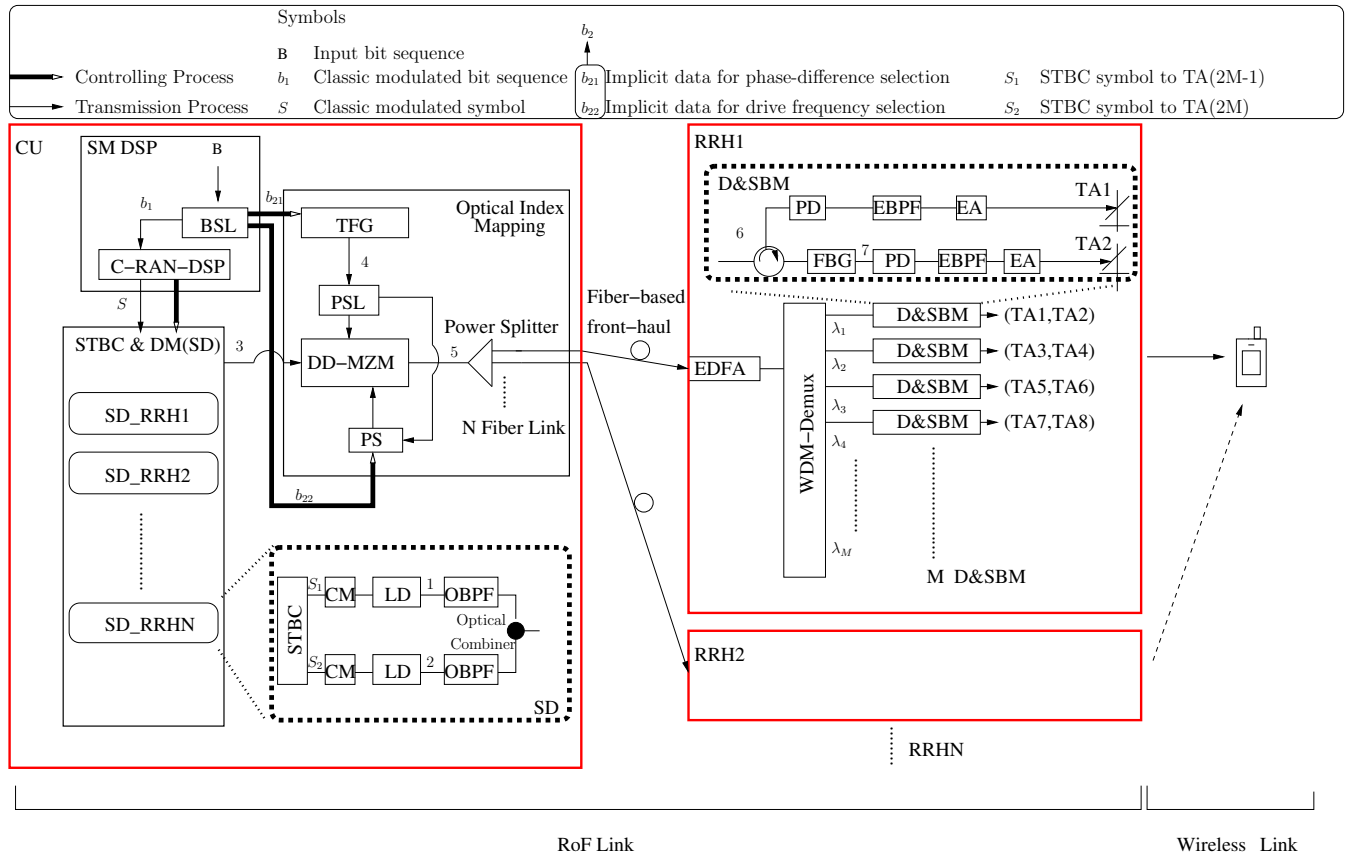 Symbols
B Input bit sequence
b₂
Controlling Process
b₁ Classic modulated bit sequence
b₂₁ Implicit data for phase-difference selection
S₁ STBC symbol to TA(2M-1)
Transmission Process
S Classic modulated symbol
b₂₂ Implicit data for drive frequency selection
S₂ STBC symbol to TA(2M)
CU
SM DSP
B
b₁
b₂₁
BSL
C-RAN-DSP
S
Optical Index
Mapping
TFG
4
PSL
STBC & DM(SD)
3
DD-MZM
5
Power Splitter
N Fiber Link
PS
b₂₂
SD_RRH1
SD_RRH2
SD_RRHN
STBC
S₁
CM
LD
1
OBPF
Optical
Combiner
S₂
CM
LD
2
OBPF
SD
Fiber-based
front-haul
RRH1
D&SBM
PD
EBPF
EA
TA1
6
FBG
7
PD
EBPF
EA
TA2
EDFA
WDM-Demux
λ₁
D&SBM
(TA1,TA2)
λ₂
D&SBM
(TA3,TA4)
λ₃
D&SBM
(TA5,TA6)
λ₄
D&SBM
(TA7,TA8)
λ_M
M D&SBM
RRH2
RRHN
RoF Link
Wireless Link